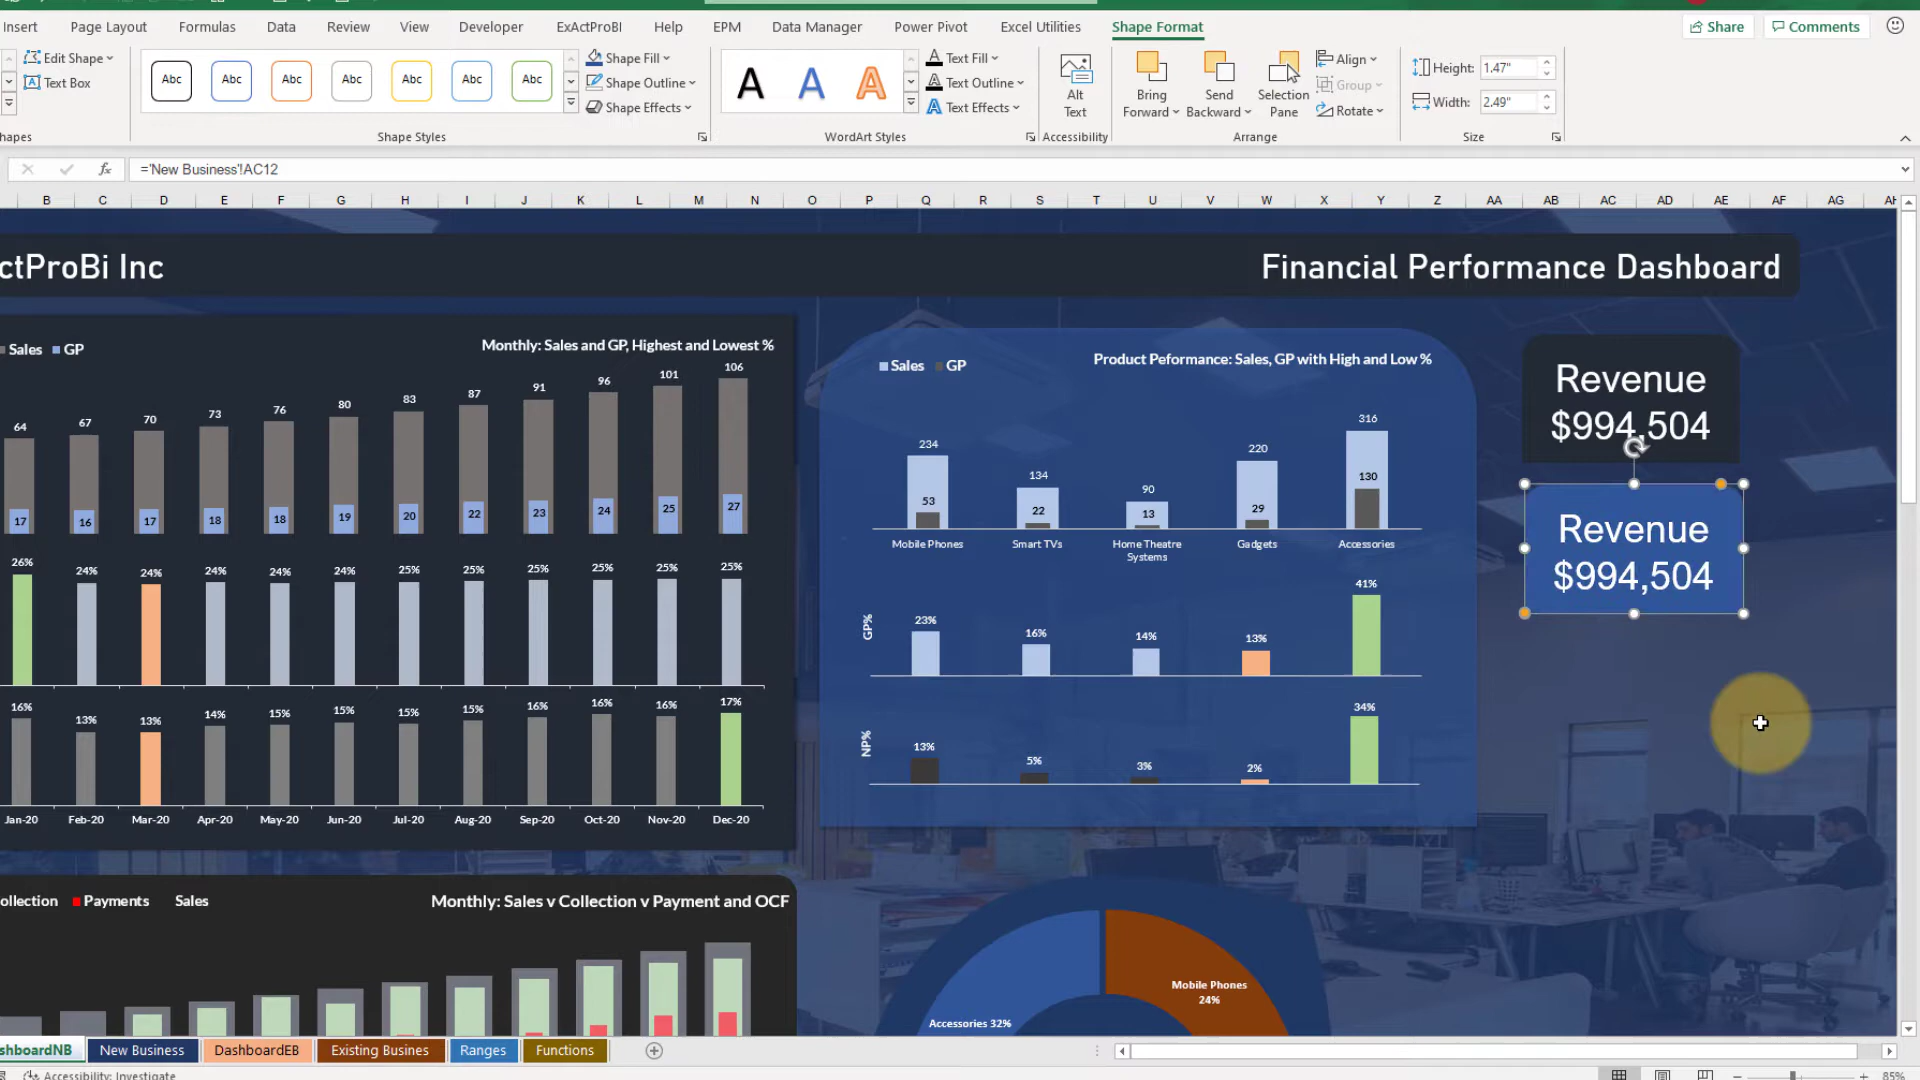 Insert Page Layout Formulas Data Review View Developer ExActProBI Help EPM Data Manager Power Pivot Excel Utilities Shape Format Share Comments
Edit Shape
Text Box
Abc Abc Abc Abc Abc Abc Abc
Shape Fill
Shape Outline
Shape Effects
A A A
Text Fill
Text Outline
Text Effects
Alt
Text
Bring
Forward
Send
Backward
Selection
Pane
Align
Group
Rotate
Height: 1.47"
Width: 2.49"
hapes Shape Styles WordArt Styles Accessibility Arrange Size
fx ='New Business'!AC12
B C D E F G H I J K L M N O P Q R S T U V W X Y Z AA AB AC AD AE AF AG AH
ctProBi Inc
Financial Performance Dashboard
Sales GP
Monthly: Sales and GP, Highest and Lowest %
64 67 70 73 76 80 83 87 91 96 101 106
17 16 17 18 18 19 20 22 23 24 25 27
26% 24% 24% 24% 24% 24% 25% 25% 25% 25% 25% 25%
16% 13% 13% 14% 15% 15% 15% 15% 16% 16% 16% 17%
Jan-20 Feb-20 Mar-20 Apr-20 May-20 Jun-20 Jul-20 Aug-20 Sep-20 Oct-20 Nov-20 Dec-20
Sales GP
Product Peformance: Sales, GP with High and Low %
234 134 90 220 316
53 22 13 29 130
Mobile Phones Smart TVs Home Theatre Gadgets Accessories
Systems
GP%
23% 16% 14% 13% 41%
NP%
13% 5% 3% 2% 34%
Revenue
$994,504
Revenue
$994,504
ollection Payments Sales
Monthly: Sales v Collection v Payment and OCF
Mobile Phones
24%
Accessories 32%
shboardNB New Business DashboardEB Existing Busines Ranges Functions
Accessibility: Investigate
85%